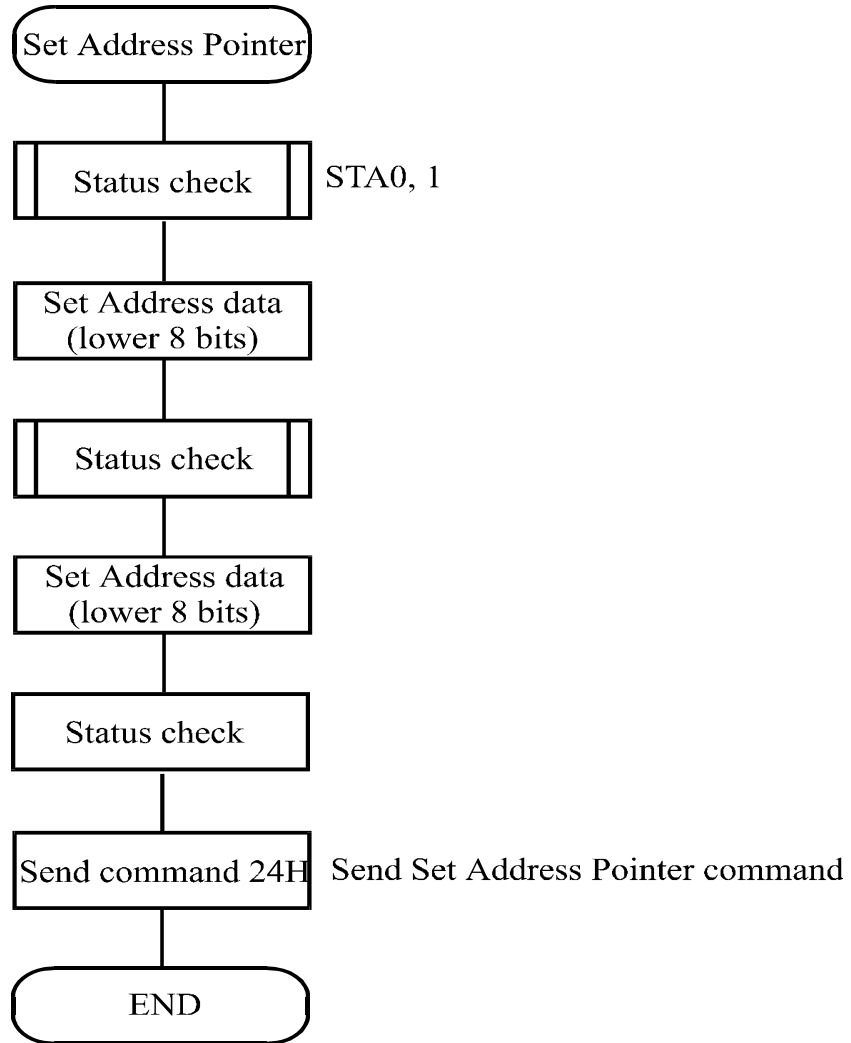 Set Address Pointer
Status check
STA0, 1
Set Address data
(lower 8 bits)
Status check
Set Address data
(lower 8 bits)
Status check
Send command 24H
Send Set Address Pointer command
END